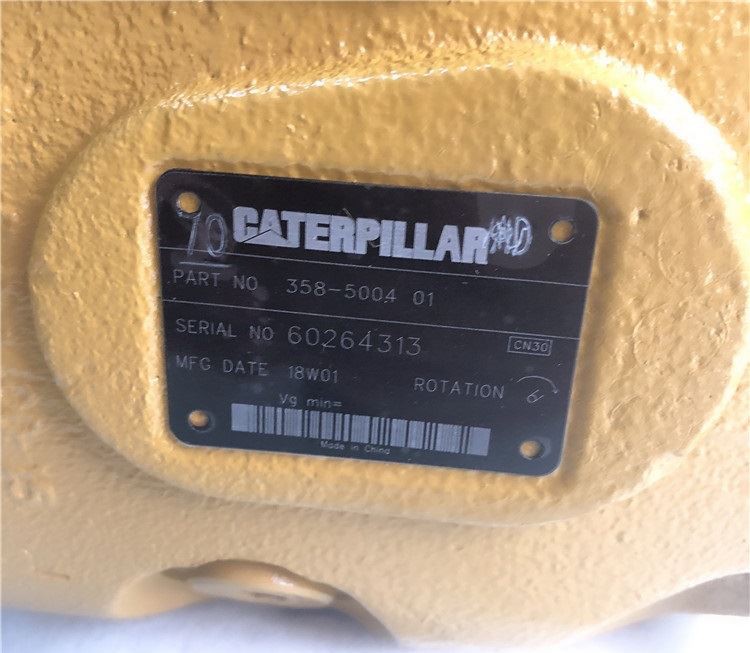 70 CATERPILLAR
PART NO 358-5004 01
SERIAL NO 60264313 CN30
MFG DATE 18W01 ROTATION
Vg min=
Made in China